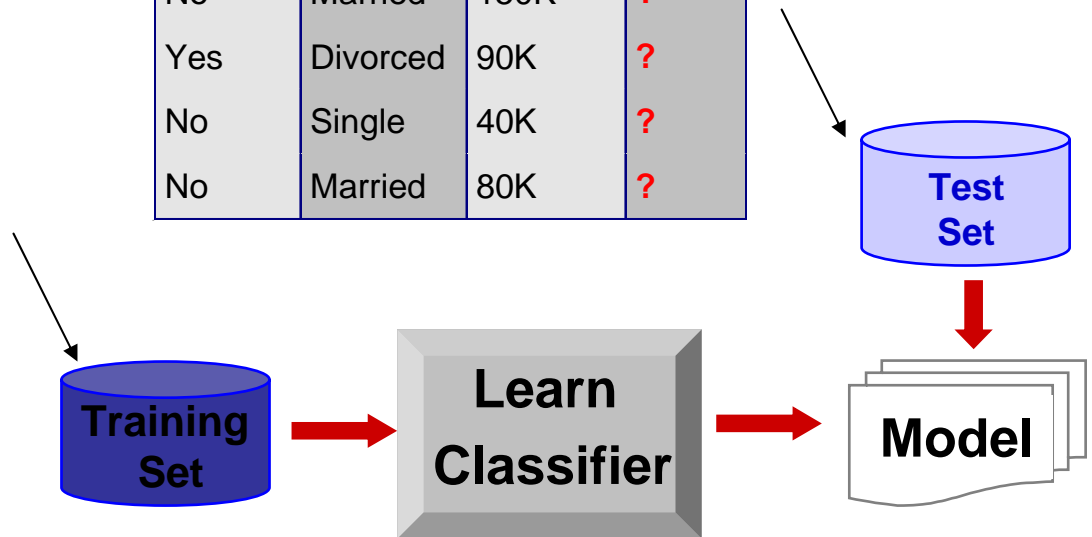 Yes Divorced 90K ?
No Single 40K ?
No Married 80K ?
Test
Set
Training
Set
Learn
Classifier
Model